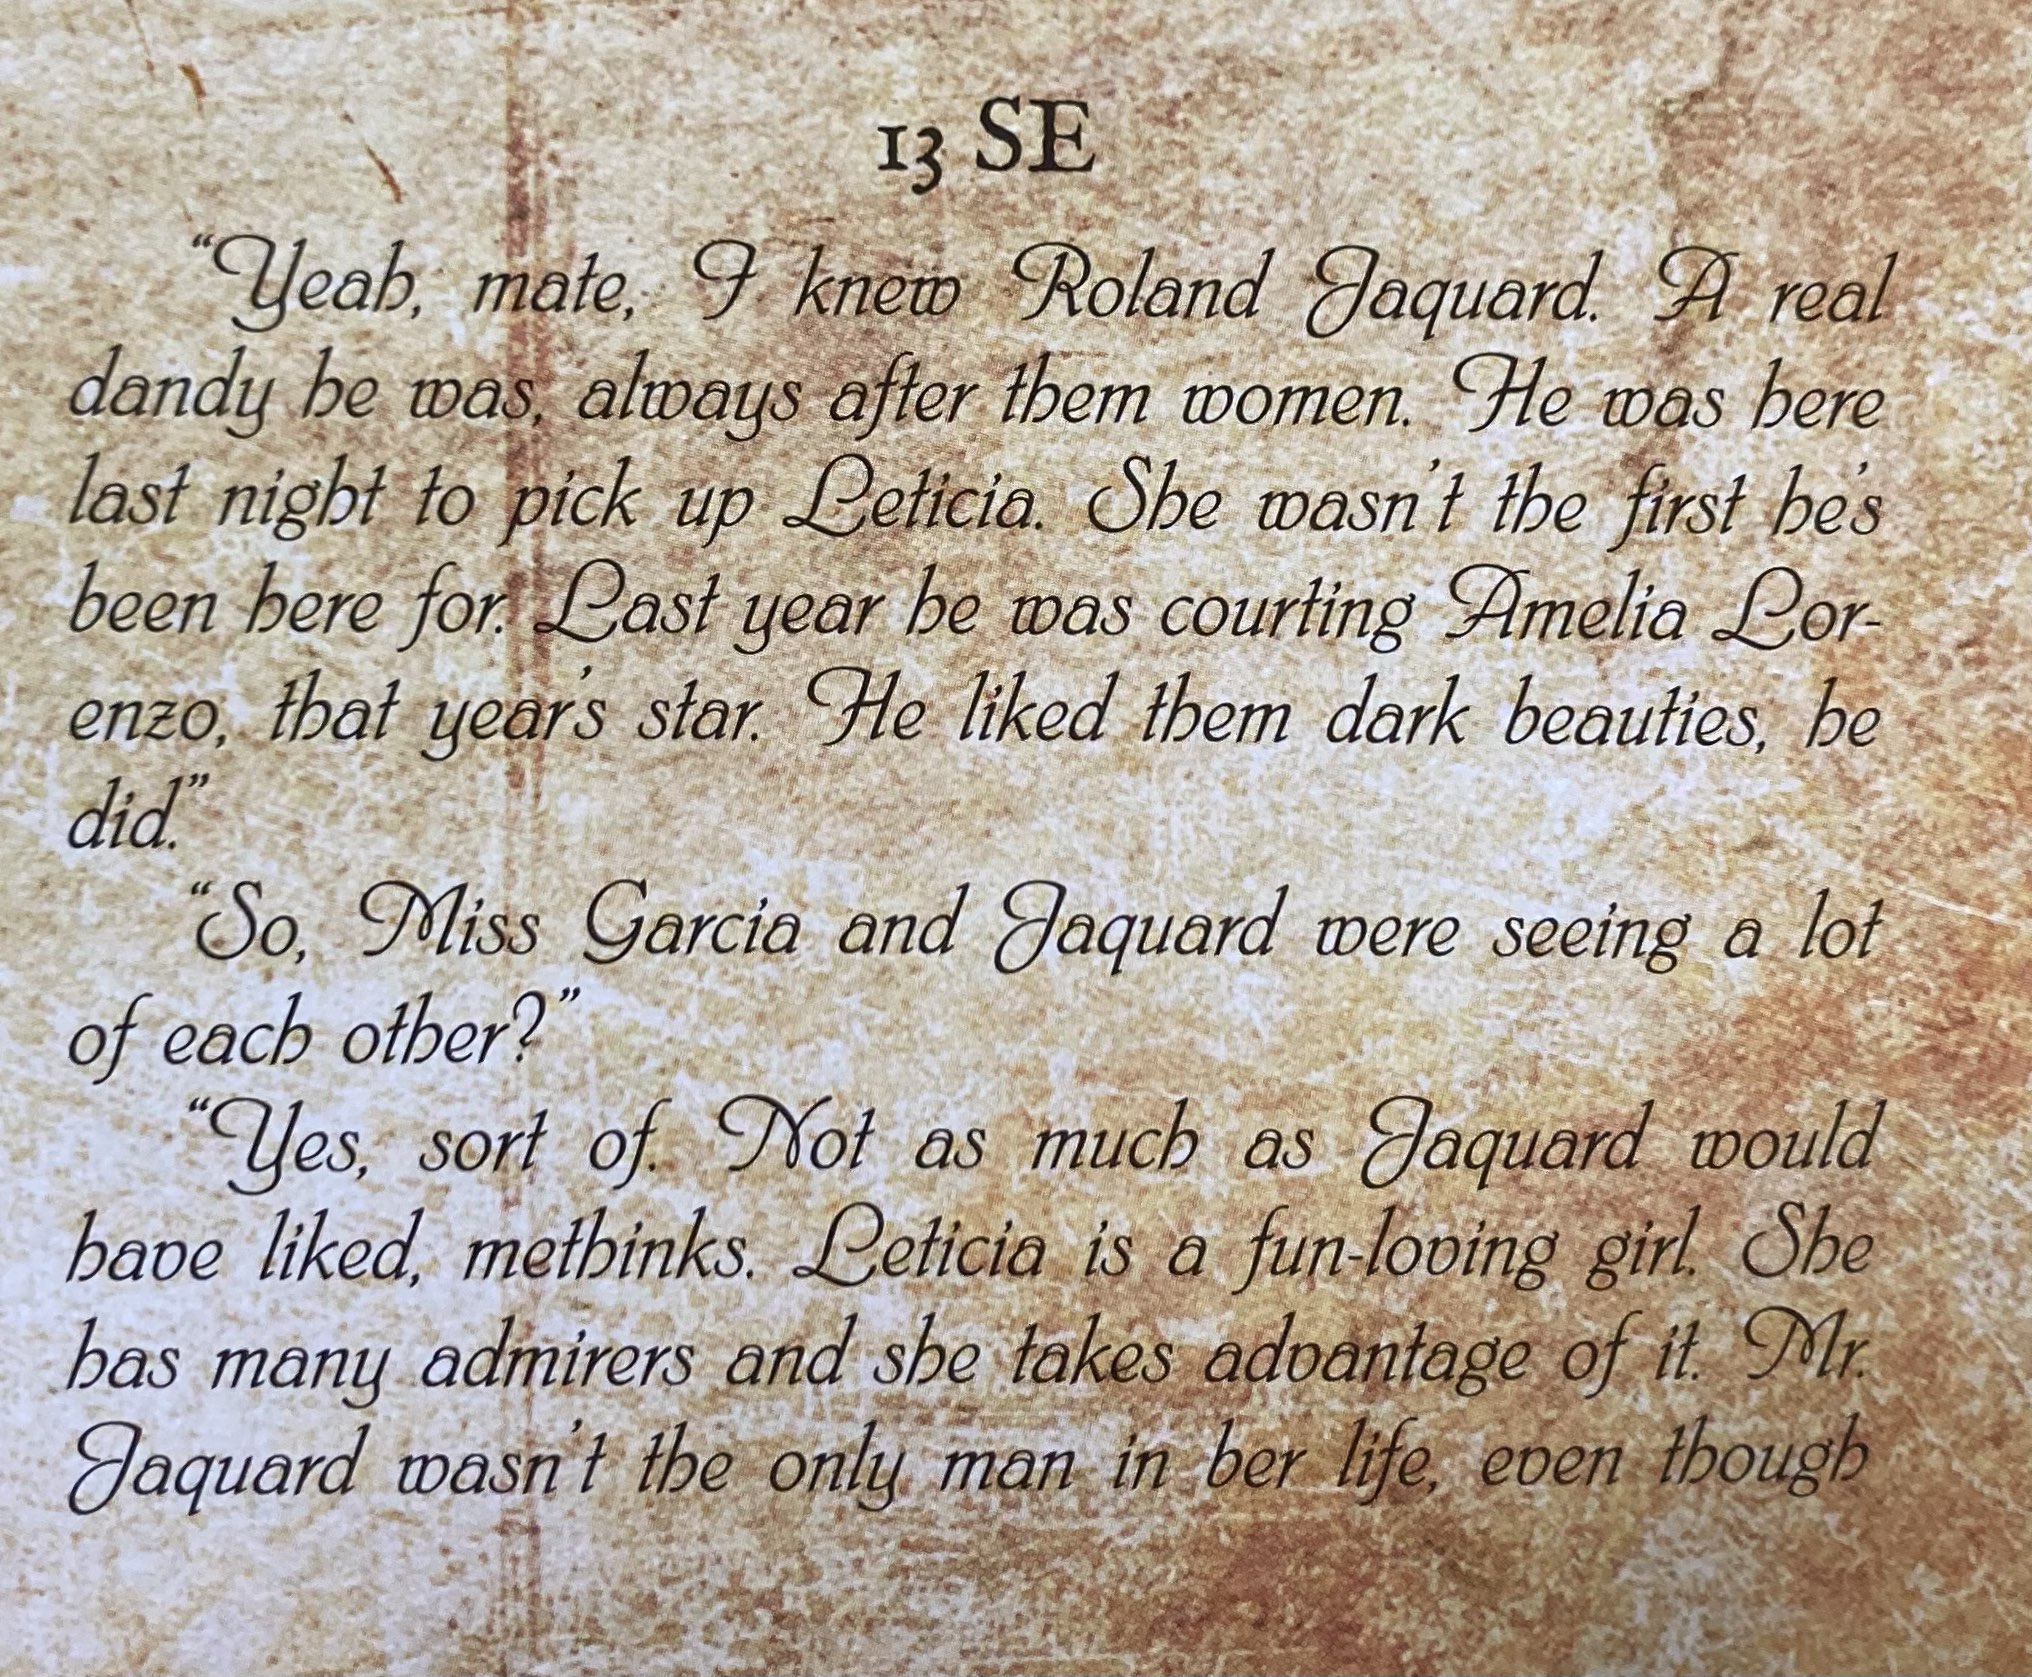 13 SE
“Yeah, mate, I knew Roland Jaquard. A real
dandy he was, always after them women. He was here
last night to pick up Leticia. She wasn’t the first he’s
been here for. Last year he was courting Amelia Lor-
enzo, that year’s star. He liked them dark beauties, he
did.”
“So, Miss Garcia and Jaquard were seeing a lot
of each other?”
“Yes, sort of. Not as much as Jaquard would
have liked, methinks. Leticia is a fun-loving girl. She
has many admirers and she takes advantage of it. Mr.
Jaquard wasn’t the only man in her life, even though